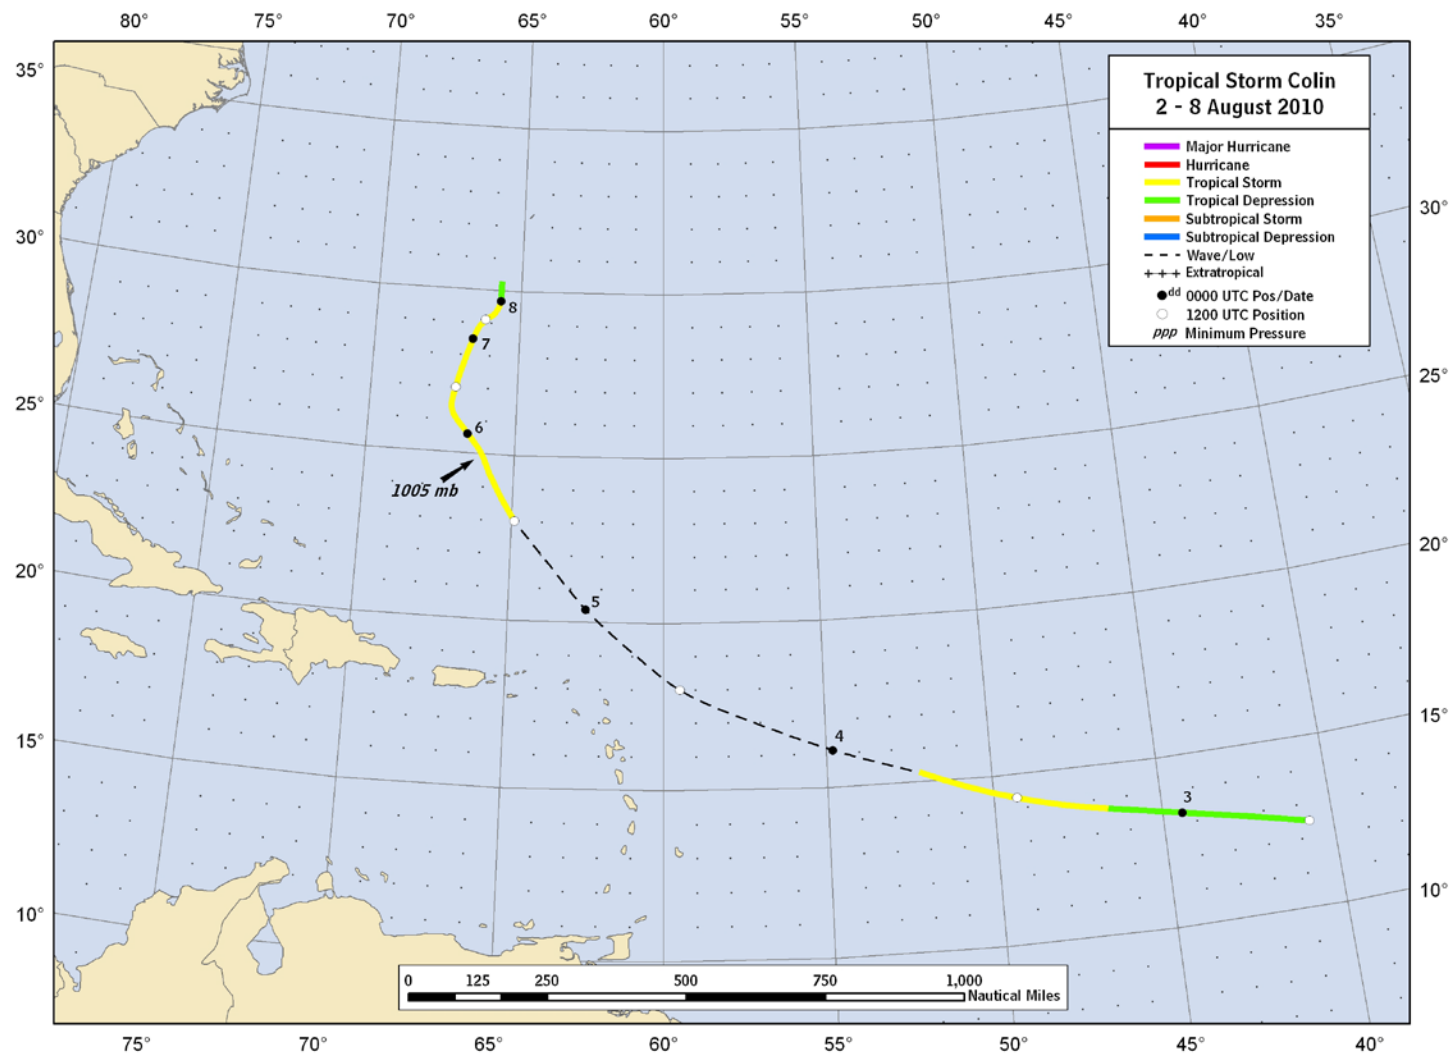 80° 75° 70° 65° 60° 55° 50° 45° 40° 35°
Tropical Storm Colin
2 - 8 August 2010
Major Hurricane
Hurricane
Tropical Storm
Tropical Depression
Subtropical Storm
Subtropical Depression
Wave/Low
Extratropical
dd 0000 UTC Pos/Date
1200 UTC Position
ppp Minimum Pressure
35°
30° 30°
8
7
25° 25°
6
1005 mb
20° 20°
5
15° 15°
4
3
10° 10°
0 125 250 500 750 1,000
Nautical Miles
75° 70° 65° 60° 55° 50° 45° 40°